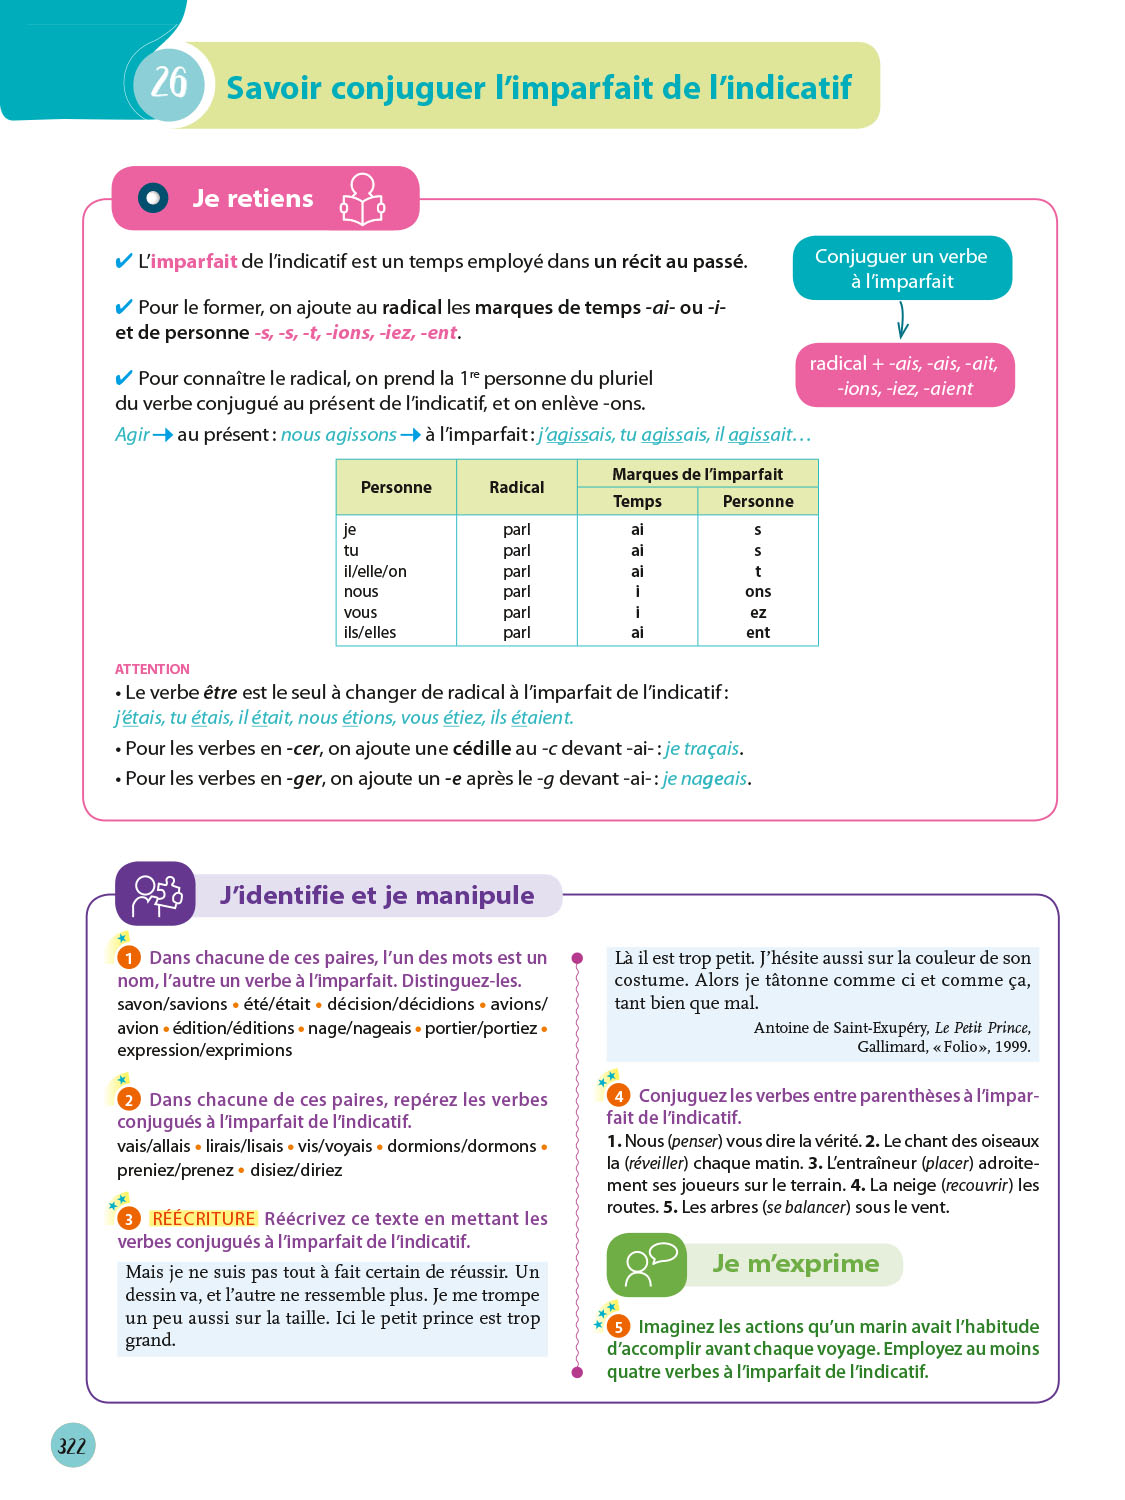 26
Savoir conjuguer l’imparfait de l’indicatif
Je retiens
✔ L’imparfait de l’indicatif est un temps employé dans un récit au passé.
✔ Pour le former, on ajoute au radical les marques de temps -ai- ou -i-
et de personne -s, -s, -t, -ions, -iez, -ent.
✔ Pour connaître le radical, on prend la 1re personne du pluriel
du verbe conjugué au présent de l’indicatif, et on enlève -ons.
Agir → au présent : nous agissons → à l’imparfait : j’agissais, tu agissais, il agissait…
Conjuguer un verbe
à l’imparfait
radical + -ais, -ais, -ait,
-ions, -iez, -aient
Personne Radical Marques de l’imparfait
Temps Personne
je parl ai s
tu parl ai s
il/elle/on parl ai t
nous parl i ons
vous parl i ez
ils/elles parl ai ent
ATTENTION
• Le verbe être est le seul à changer de radical à l’imparfait de l’indicatif :
j’étais, tu étais, il était, nous étions, vous étiez, ils étaient.
• Pour les verbes en -cer, on ajoute une cédille au -c devant -ai- : je traçais.
• Pour les verbes en -ger, on ajoute un -e après le -g devant -ai- : je nageais.
J’identifie et je manipule
1 Dans chacune de ces paires, l’un des mots est un
nom, l’autre un verbe à l’imparfait. Distinguez-les.
savon/savions • été/était • décision/décidions • avions/
avion • édition/éditions • nage/nageais • portier/portiez •
expression/exprimions
2 Dans chacune de ces paires, repérez les verbes
conjugués à l’imparfait de l’indicatif.
vais/allais • lirais/lisais • vis/voyais • dormions/dormons •
preniez/prenez • disiez/diriez
3 RÉÉCRITURE Réécrivez ce texte en mettant les
verbes conjugués à l’imparfait de l’indicatif.
Mais je ne suis pas tout à fait certain de réussir. Un
dessin va, et l’autre ne ressemble plus. Je me trompe
un peu aussi sur la taille. Ici le petit prince est trop
grand.
Là il est trop petit. J’hésite aussi sur la couleur de son
costume. Alors je tâtonne comme ci et comme ça,
tant bien que mal.
Antoine de Saint-Exupéry, Le Petit Prince,
Gallimard, « Folio », 1999.
4 Conjuguez les verbes entre parenthèses à l’impar-
fait de l’indicatif.
1. Nous (penser) vous dire la vérité. 2. Le chant des oiseaux
la (réveiller) chaque matin. 3. L’entraîneur (placer) adroite-
ment ses joueurs sur le terrain. 4. La neige (recouvrir) les
routes. 5. Les arbres (se balancer) sous le vent.
Je m’exprime
5 Imaginez les actions qu’un marin avait l’habitude
d’accomplir avant chaque voyage. Employez au moins
quatre verbes à l’imparfait de l’indicatif.
322